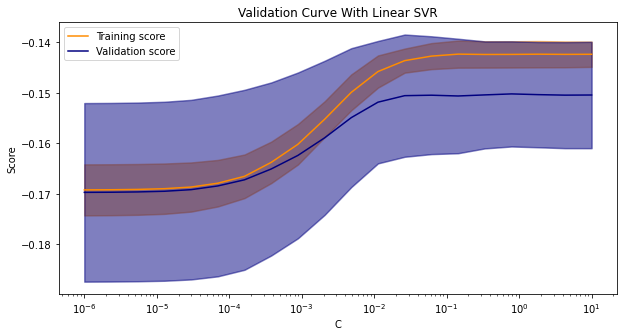 Validation Curve With Linear SVR
Training score
Validation score
Score
−0.14
−0.15
−0.16
−0.17
−0.18
10⁻⁶ 10⁻⁵ 10⁻⁴ 10⁻³ 10⁻² 10⁻¹ 10⁰ 10¹
C